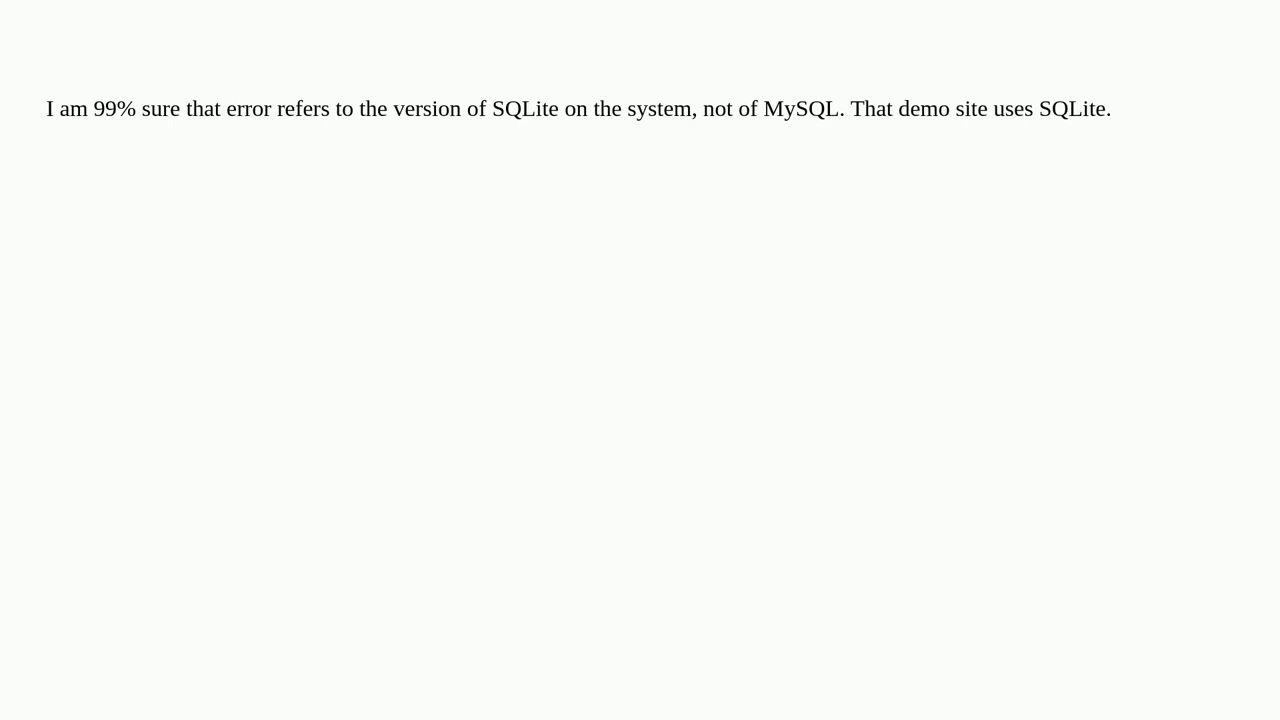 I am 99% sure that error refers to the version of SQLite on the system, not of MySQL. That demo site uses SQLite.